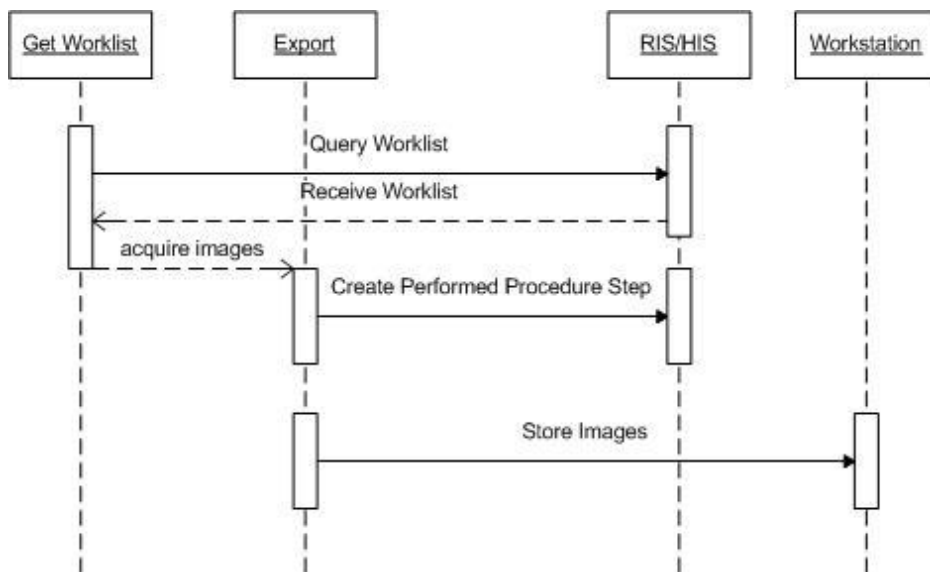 Get Worklist
Export
RIS/HIS
Workstation
Query Worklist
Receive Worklist
acquire images
Create Performed Procedure Step
Store Images